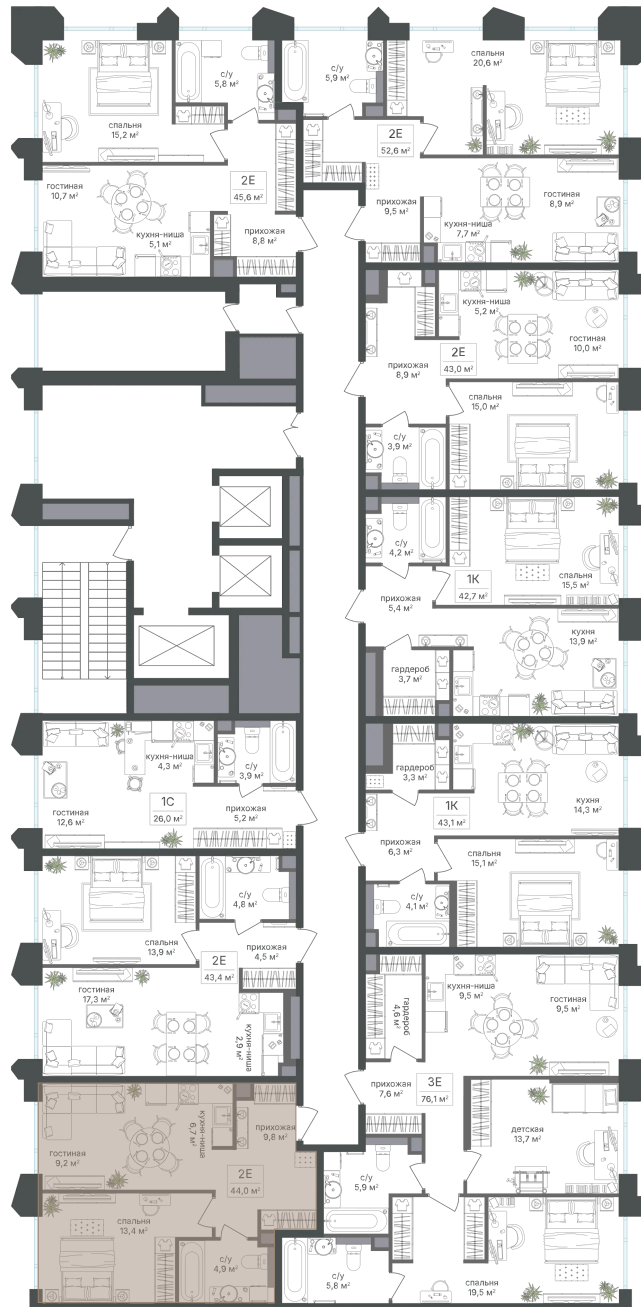 с/у
5,8 м²
спальня
15,2 м²
гостиная
10,7 м²
кухня-ниша
5,1 м²
2Е
45,6 м²
прихожая
8,8 м²
с/у
5,9 м²
спальня
20,6 м²
2Е
52,6 м²
прихожая
9,5 м²
кухня-ниша
7,7 м²
гостиная
8,9 м²
кухня-ниша
5,2 м²
гостиная
10,0 м²
2Е
43,0 м²
прихожая
8,9 м²
спальня
15,0 м²
с/у
3,9 м²
с/у
4,2 м²
1К
42,7 м²
спальня
15,5 м²
прихожая
5,4 м²
кухня
13,9 м²
гардероб
3,7 м²
кухня-ниша
4,3 м²
с/у
3,9 м²
1С
26,0 м²
гостиная
12,6 м²
прихожая
5,2 м²
гардероб
3,3 м²
1К
43,1 м²
кухня
14,3 м²
прихожая
6,3 м²
спальня
15,1 м²
с/у
4,1 м²
с/у
4,8 м²
спальня
13,9 м²
прихожая
4,5 м²
2Е
43,4 м²
гостиная
17,3 м²
кухня-ниша
2,9 м²
гардероб
4,6 м²
кухня-ниша
9,5 м²
гостиная
9,5 м²
прихожая
7,6 м²
3Е
76,1 м²
детская
13,7 м²
с/у
5,9 м²
с/у
5,8 м²
спальня
19,5 м²
кухня-ниша
6,7 м²
прихожая
9,8 м²
гостиная
9,2 м²
2Е
44,0 м²
спальня
13,4 м²
с/у
4,9 м²